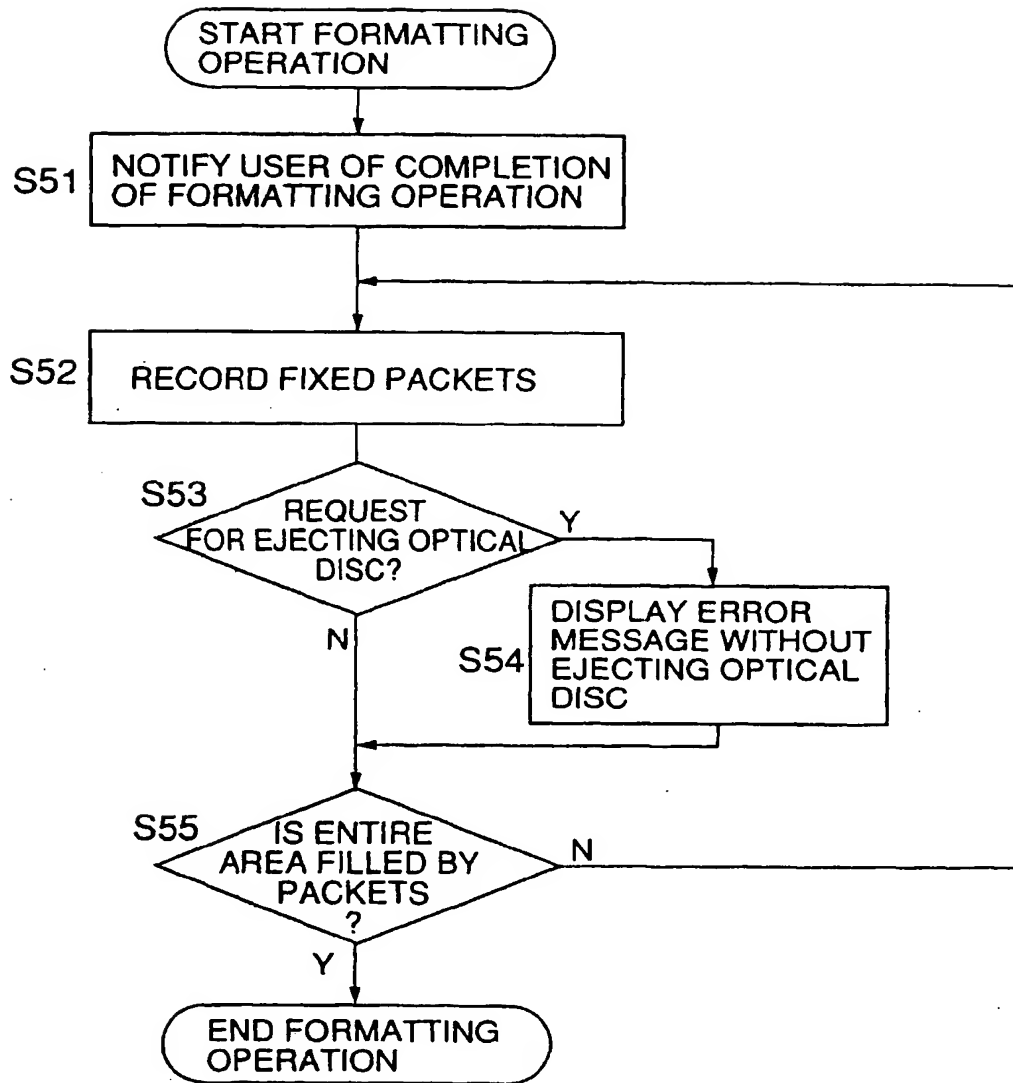 START FORMATTING
OPERATION
S51
NOTIFY USER OF COMPLETION
OF FORMATTING OPERATION
S52
RECORD FIXED PACKETS
S53
REQUEST
FOR EJECTING OPTICAL
DISC?
Y
N
S54
DISPLAY ERROR
MESSAGE WITHOUT
EJECTING OPTICAL
DISC
S55
IS ENTIRE
AREA FILLED BY
PACKETS
?
N
Y
END FORMATTING
OPERATION